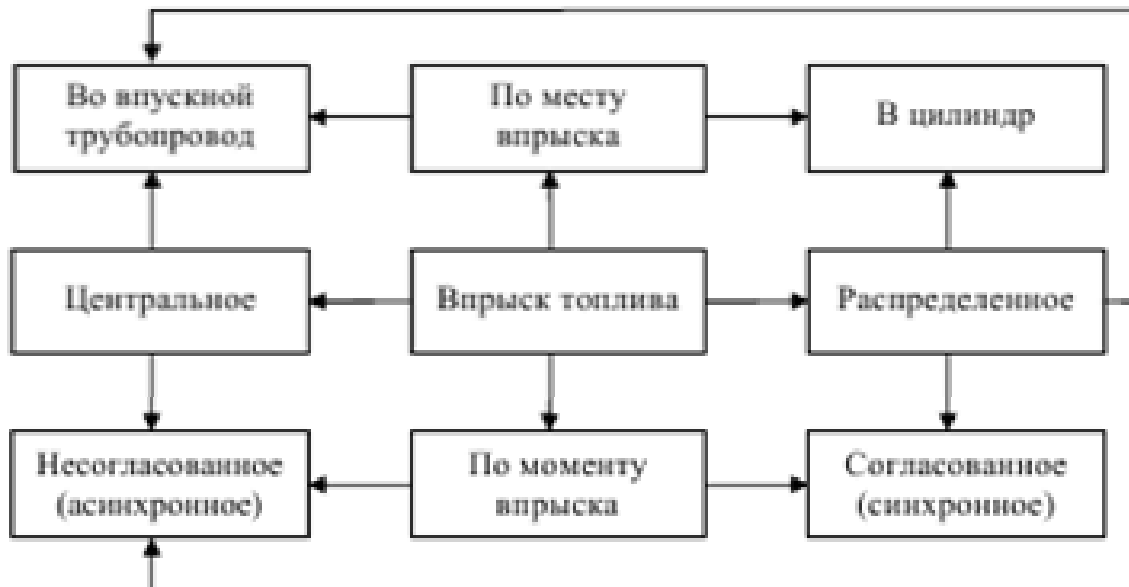 Во впускной
трубопровод
По месту
впрыска
В цилиндр
Центральное
Впрыск топлива
Распределенное
Несогласованное
(асинхронное)
По моменту
впрыска
Согласованное
(синхронное)